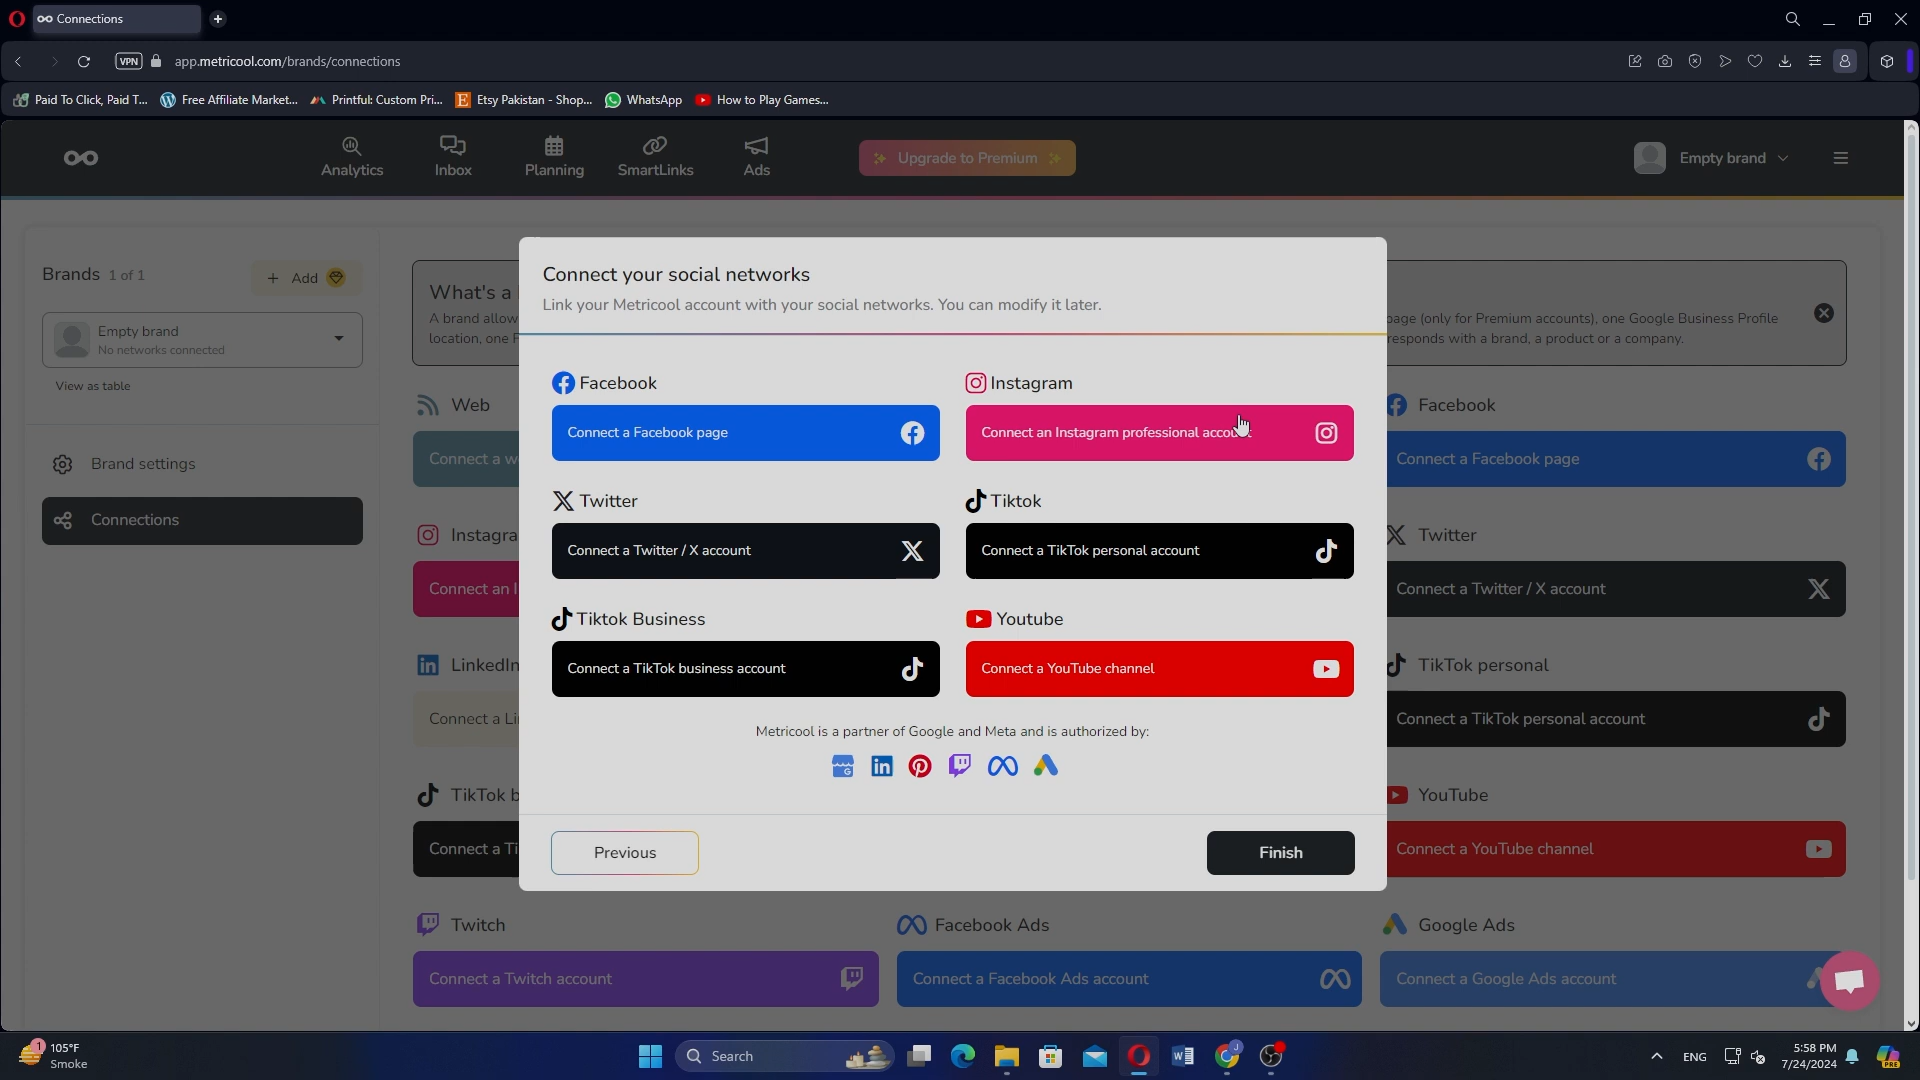 Connections
VPN
app.metricool.com/brands/connections
Paid To Click, Paid T...
Free Affiliate Market...
Printful: Custom Pri...
Etsy Pakistan - Shop...
WhatsApp
How to Play Games...
Analytics
Inbox
Planning
SmartLinks
Ads
Upgrade to Premium
Empty brand
Brands 1 of 1
+ Add
Empty brand
No networks connected
View as table
Brand settings
Connections
What's a
A brand allow
location, one
page (only for Premium accounts), one Google Business Profile
responds with a brand, a product or a company.
Connect your social networks
Link your Metricool account with your social networks. You can modify it later.
Facebook
Connect a Facebook page
Instagram
Connect an Instagram professional account
Twitter
Connect a Twitter / X account
Tiktok
Connect a TikTok personal account
Tiktok Business
Connect a TikTok business account
Youtube
Connect a YouTube channel
Metricool is a partner of Google and Meta and is authorized by:
Previous
Finish
Web
Connect a w
Facebook
Connect a Facebook page
Instagra
Connect an I
Twitter
Connect a Twitter / X account
LinkedIn
Connect a Li
TikTok personal
Connect a TikTok personal account
TikTok b
Connect a Ti
YouTube
Connect a YouTube channel
Twitch
Connect a Twitch account
Facebook Ads
Connect a Facebook Ads account
Google Ads
Connect a Google Ads account
1
105°F
Smoke
Search
J
ENG
5:58 PM
7/24/2024
PRE